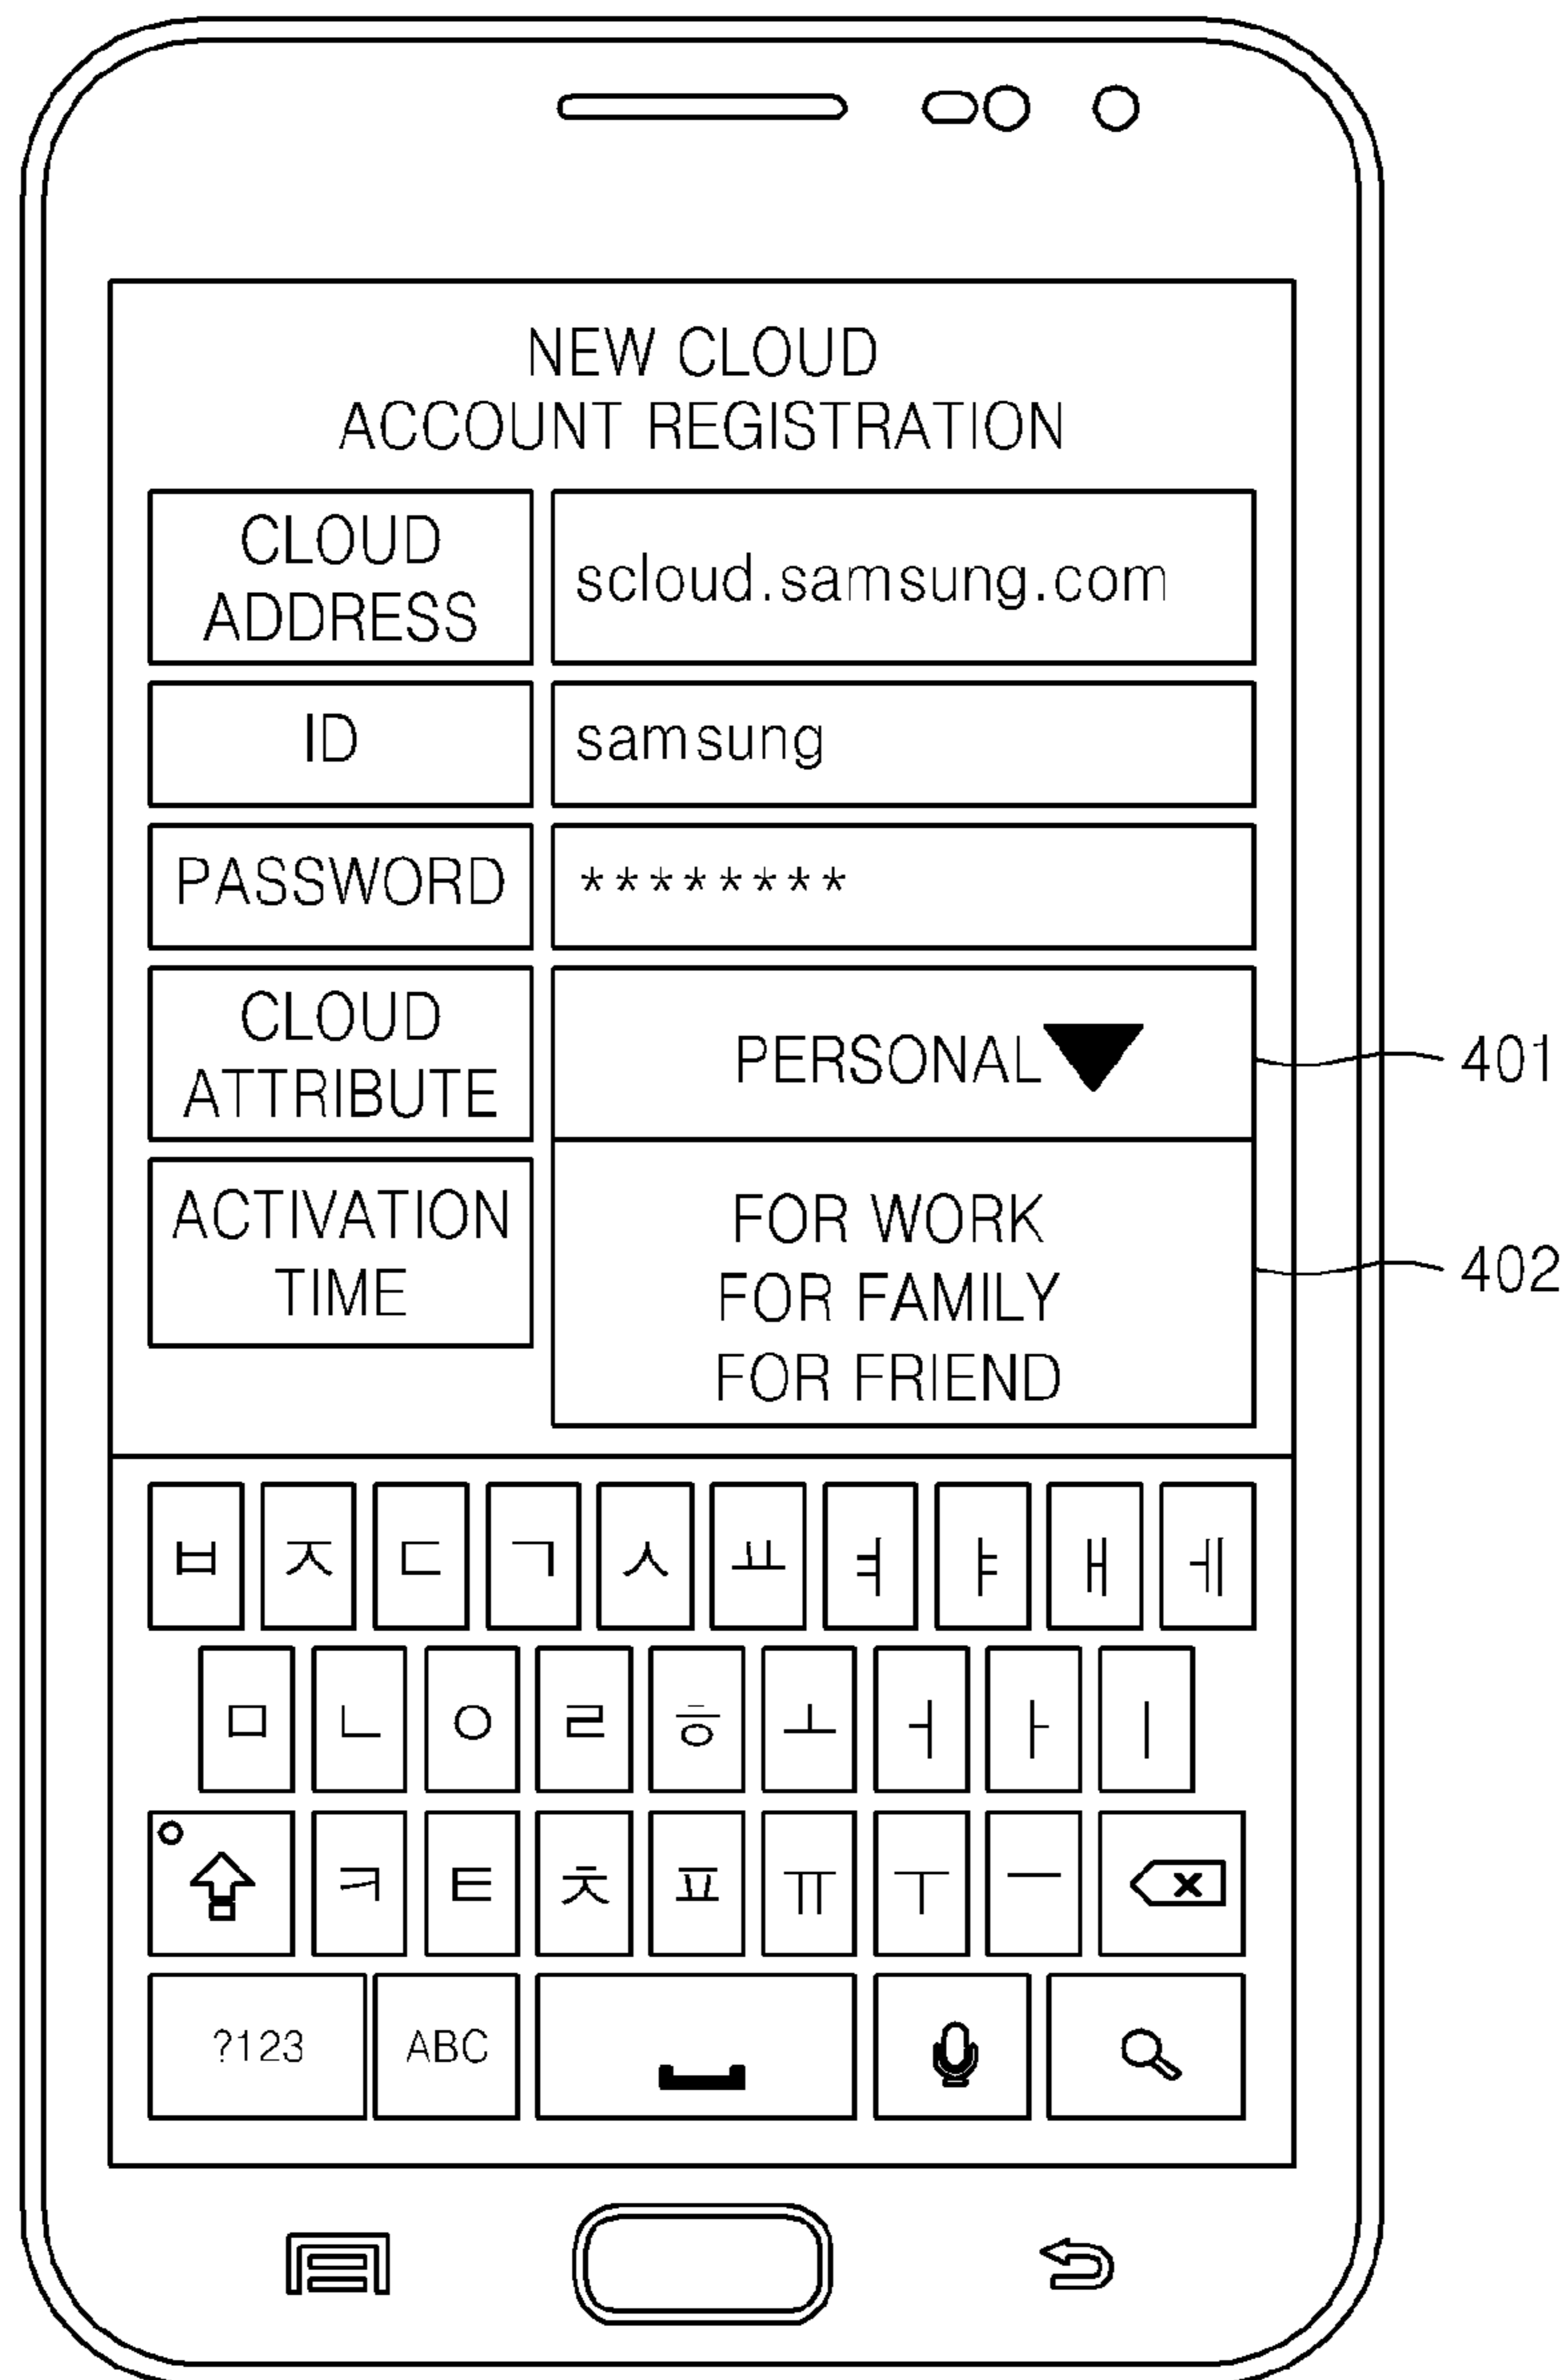 NEW CLOUD
ACCOUNT REGISTRATION
CLOUD
ADDRESS
scloud.samsung.com
ID
samsung
PASSWORD
********
CLOUD
ATTRIBUTE
PERSONAL
401
ACTIVATION
TIME
FOR WORK
FOR FAMILY
FOR FRIEND
402
ㅂ ㅈ ㄷ ㄱ ㅅ ㅛ ㅕ ㅑ ㅐ ㅔ
ㅁ ㄴ ㅇ ㄹ ㅎ ㅗ ㅓ ㅏ ㅣ
ㅋ ㅌ ㅊ ㅍ ㅠ ㅜ ㅡ
?123 ABC